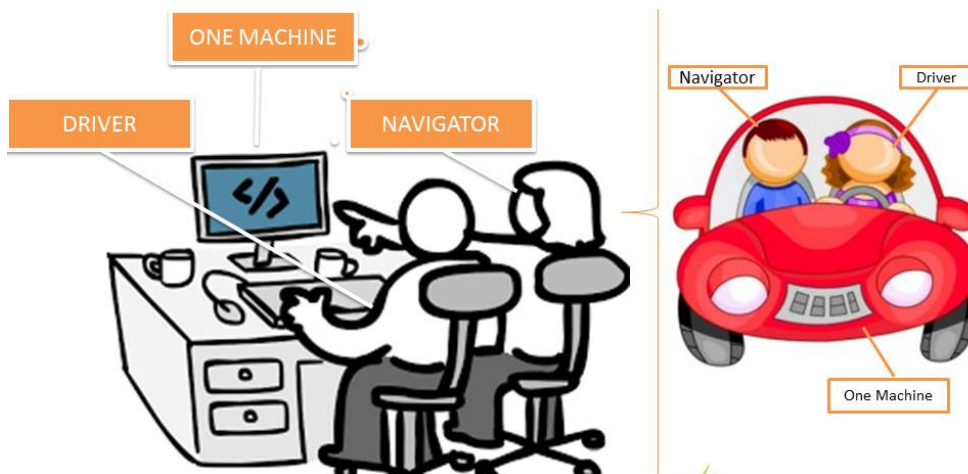 ONE MACHINE
DRIVER
NAVIGATOR
</>
Navigator
Driver
One Machine